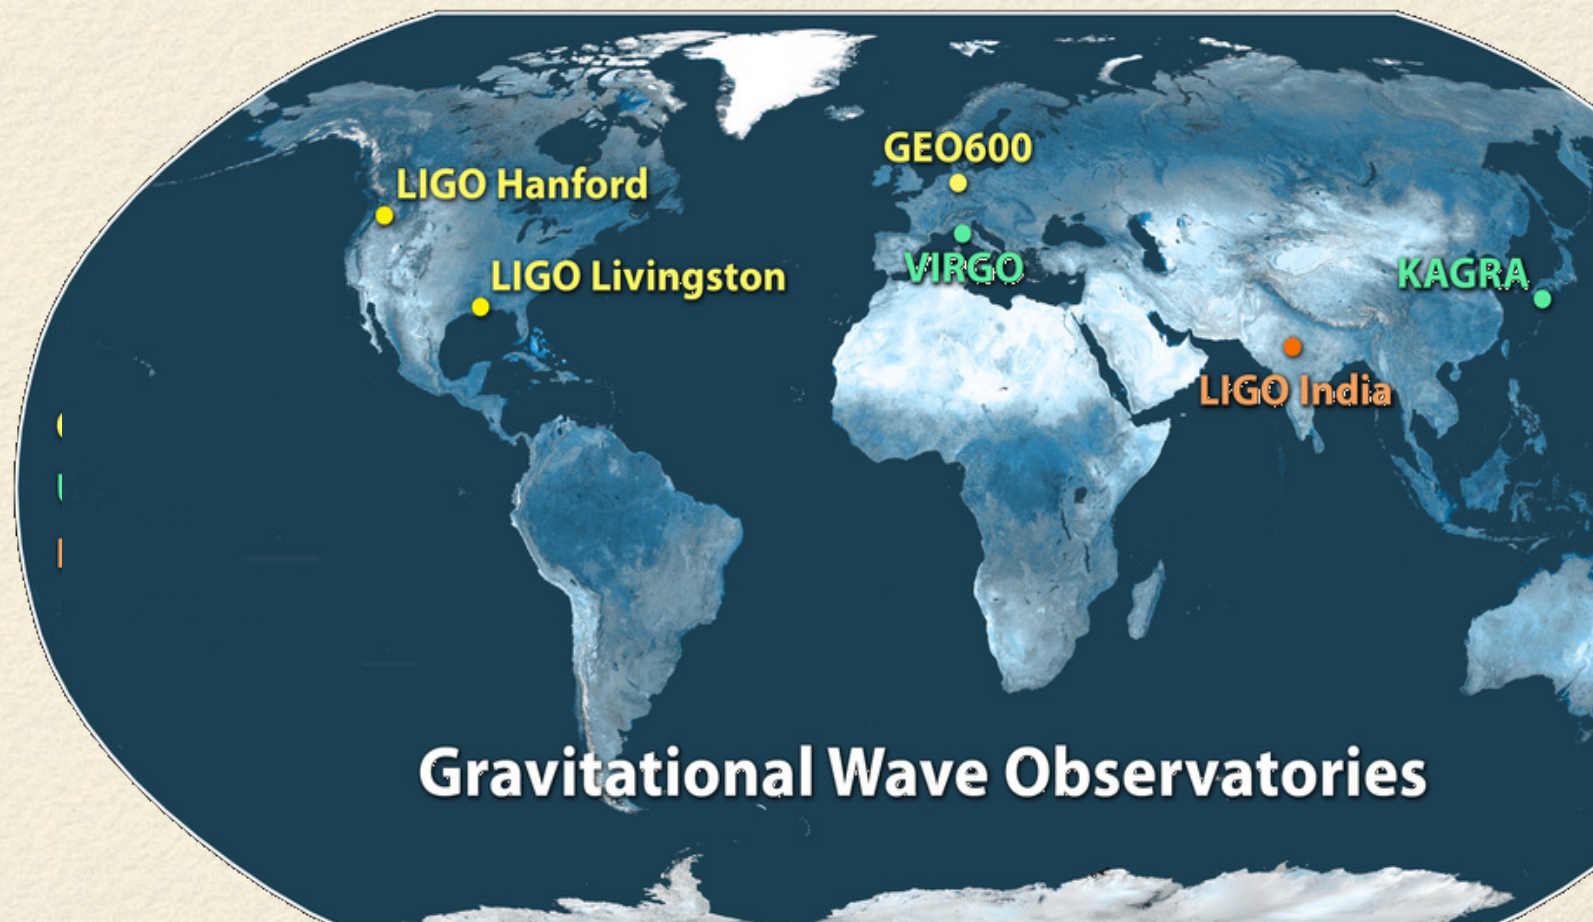 GEO600
LIGO Hanford
LIGO Livingston
VIRGO
KAGRA
LIGO India
Gravitational Wave Observatories